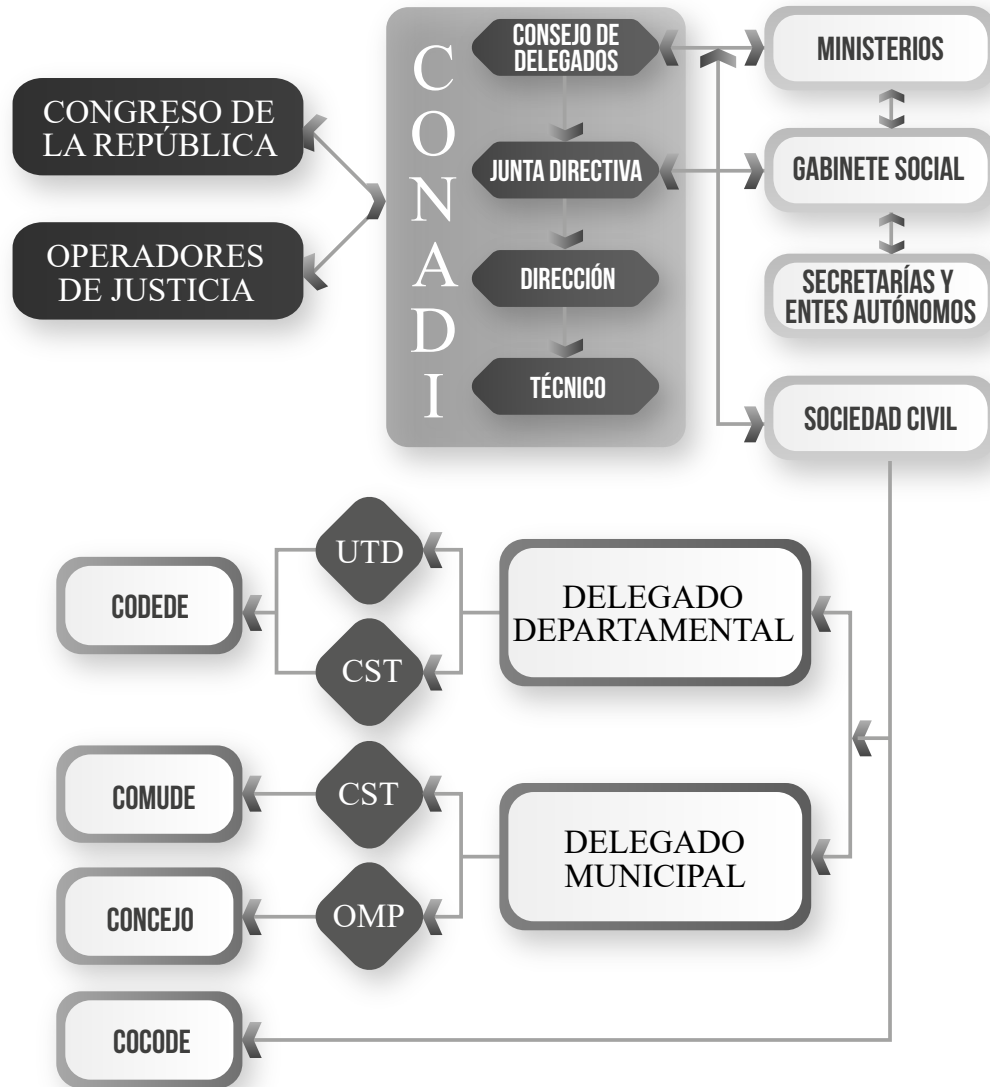 CONGRESO DE
LA REPÚBLICA
OPERADORES
DE JUSTICIA
CONADI
CONSEJO DE
DELEGADOS
JUNTA DIRECTIVA
DIRECCIÓN
TÉCNICO
MINISTERIOS
GABINETE SOCIAL
SECRETARÍAS Y
ENTES AUTÓNOMOS
SOCIEDAD CIVIL
UTD
CODEDE
CST
DELEGADO
DEPARTAMENTAL
COMUDE
CST
DELEGADO
MUNICIPAL
CONCEJO
OMP
COCODE